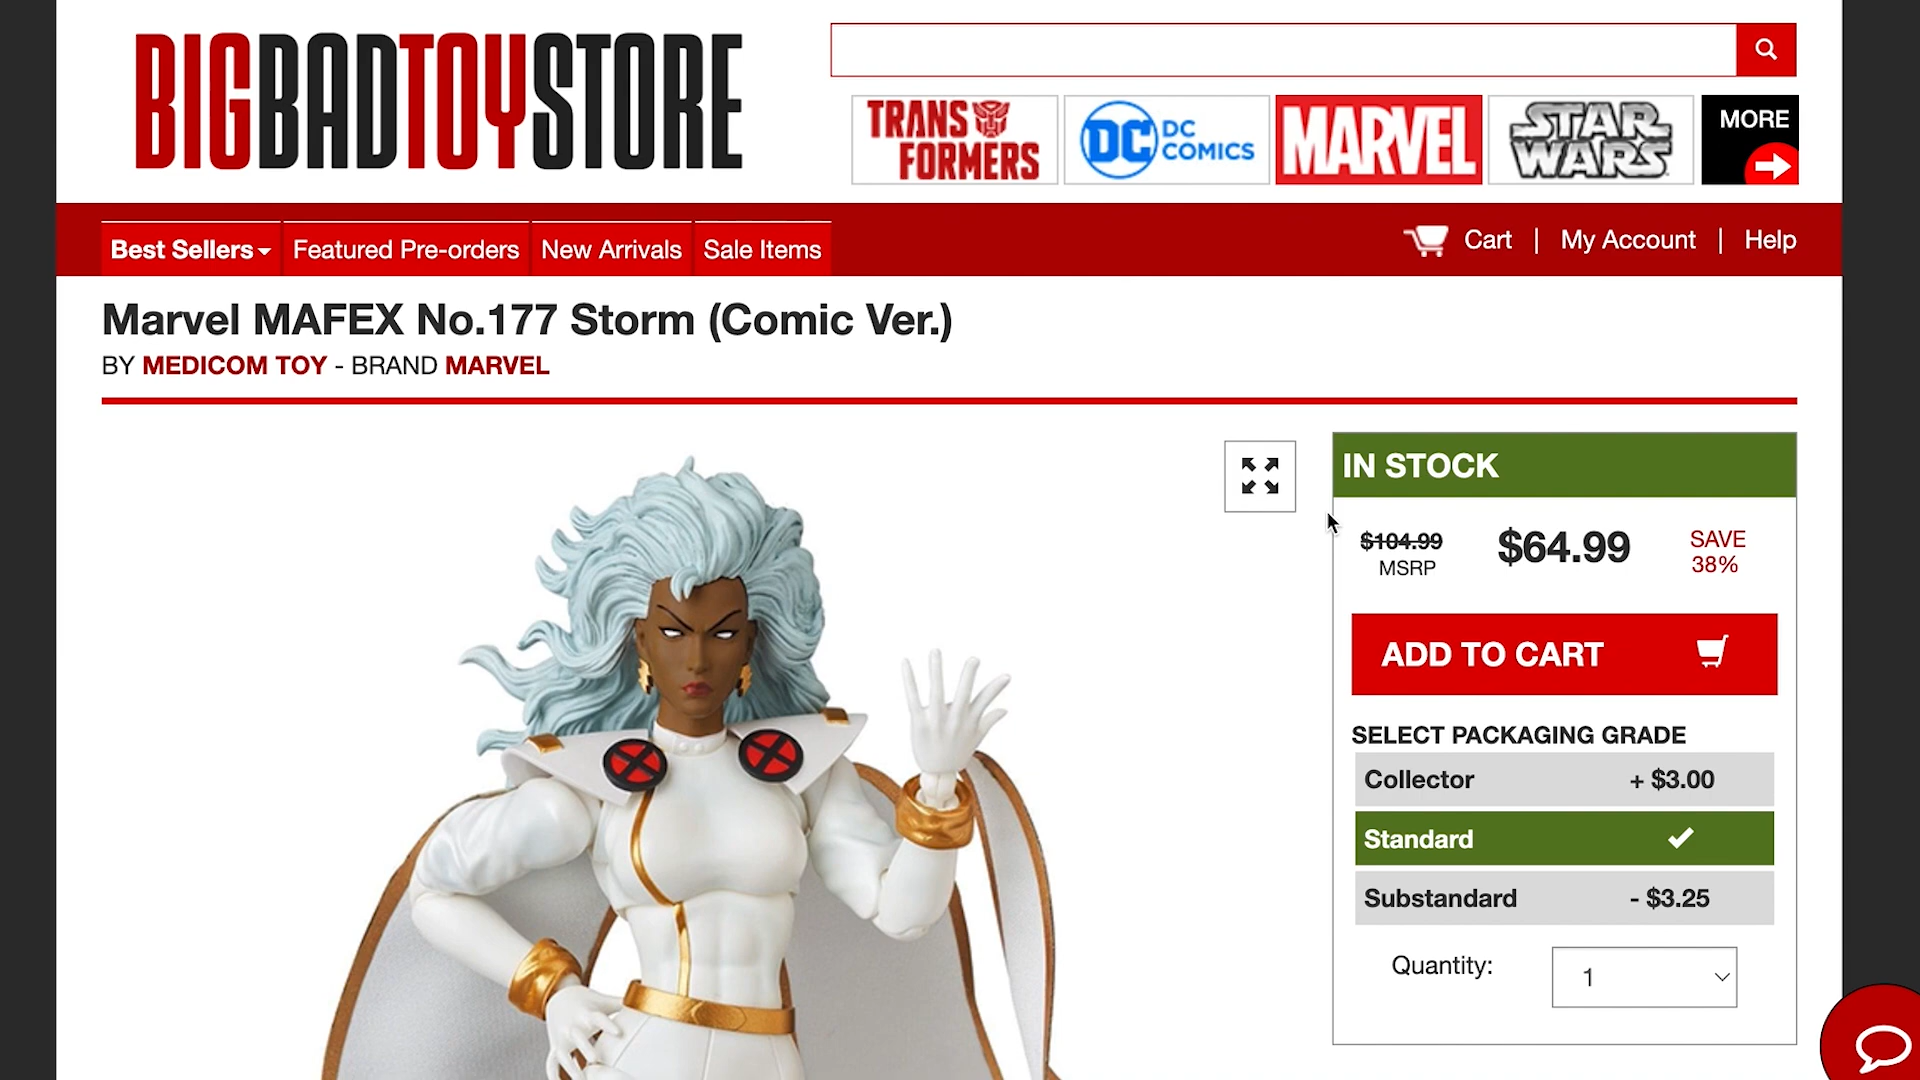 BIGBADTOYSTORE
TRANSFORMERS
DC DC COMICS
MARVEL
STAR WARS
MORE
Best Sellers
Featured Pre-orders
New Arrivals
Sale Items
Cart | My Account | Help
Marvel MAFEX No.177 Storm (Comic Ver.)
BY MEDICOM TOY - BRAND MARVEL
IN STOCK
$104.99
MSRP
$64.99
SAVE
38%
ADD TO CART
SELECT PACKAGING GRADE
Collector + $3.00
Standard
Substandard - $3.25
Quantity: 1